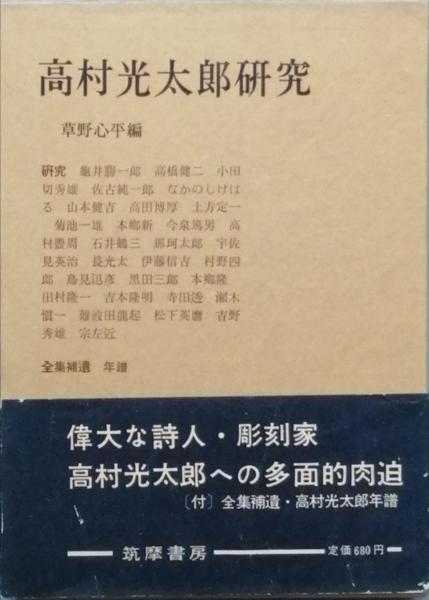 高村光太郎研究
草野心平編
研究 亀井勝一郎 高橋健二 小田
切秀雄 佐古純一郎 なかのしげは
る 山本健吉 高田博厚 土方定一
菊池一雄 本郷新 今泉篤男 高
村豊周 石井鶴三 那珂太郎 宇佐
見英治 長光太 伊藤信吉 村野四
郎 鳥見迅彦 黒田三郎 本郷隆
田村隆一 吉本隆明 寺田透 瀬木
慎一 難波田龍起 松下英麿 吉野
秀雄 宗左近
全集補遺 年譜
偉大な詩人・彫刻家
高村光太郎への多面的肉迫
〔付〕全集補遺・高村光太郎年譜
筑摩書房
定価680円